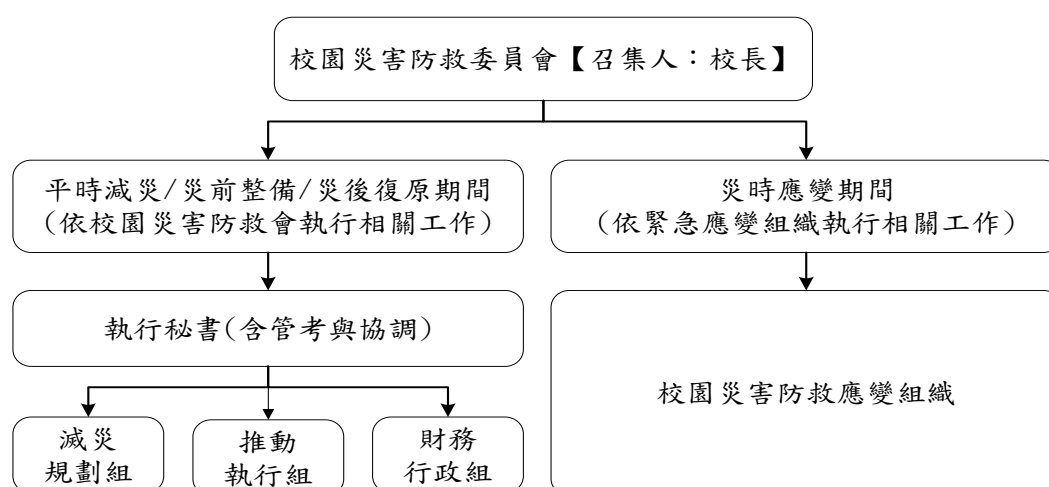 校園災害防救委員會【召集人：校長】
平時減災/災前整備/災後復原期間
(依校園災害防救會執行相關工作)
災時應變期間
(依緊急應變組織執行相關工作)
執行秘書(含管考與協調)
校園災害防救應變組織
減災
規劃組
推動
執行組
財務
行政組